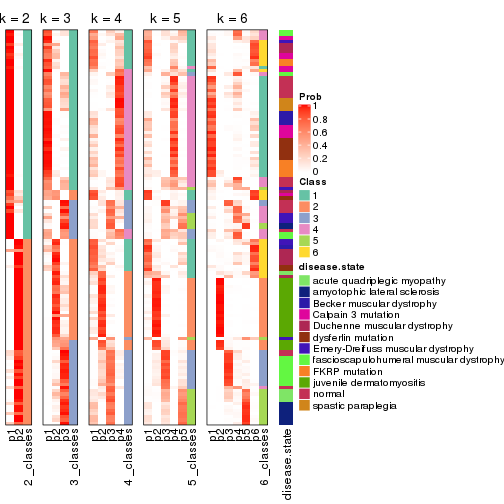 k = 2 k = 3 k = 4 k = 5 k = 6
Prob
1
0.8
0.6
0.4
0.2
0
Class
1
2
3
4
5
6
disease.state
acute quadriplegic myopathy
amyotophic lateral sclerosis
Becker muscular dystrophy
Calpain 3 mutation
Duchenne muscular dystrophy
dysferlin mutation
Emery-Dreifuss muscular dystrophy
fascioscapulohumeral muscular dystrophy
FKRP mutation
juvenile dermatomyositis
normal
spastic paraplegia
p1 p2 2_classes p1 p2 p3 3_classes p1 p2 p3 p4 4_classes p1 p2 p3 p4 p5 5_classes p1 p2 p3 p4 p5 p6 6_classes disease.state